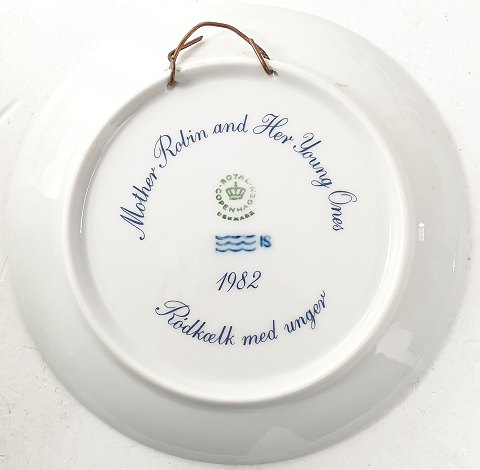 Mother Robin and Her Young Ones
ROYAL
COPENHAGEN
DENMARK
IS
1982
Rødkælk med unger